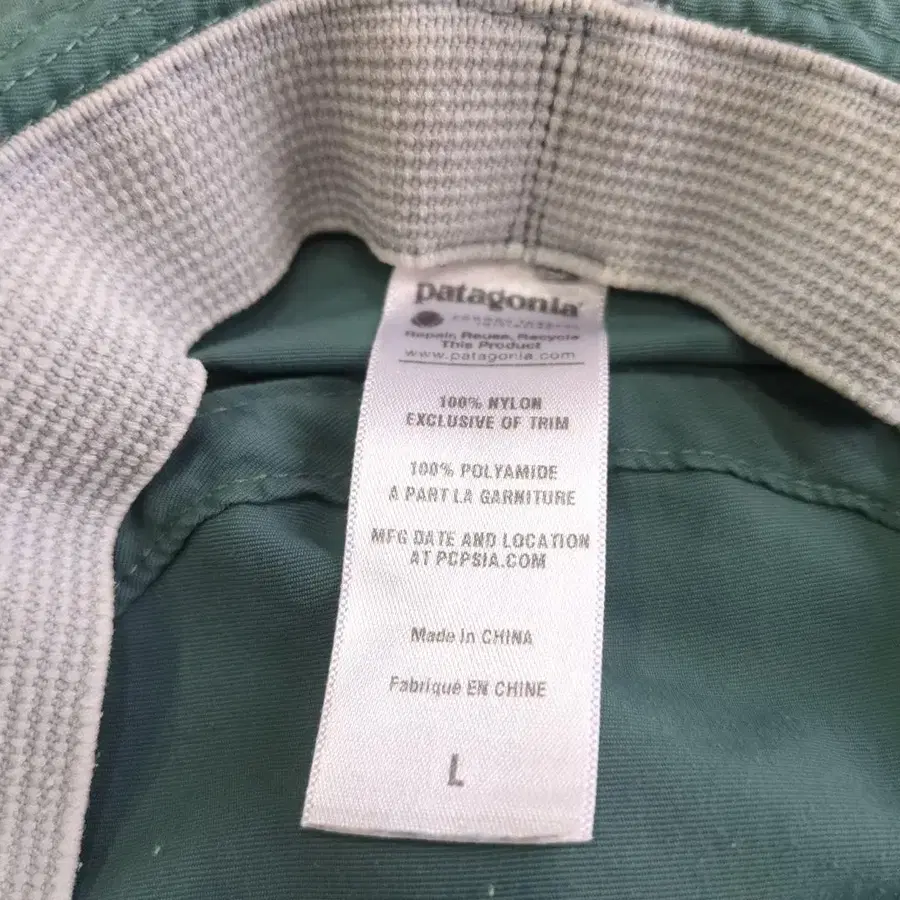 patagonia
Repair, Reuse, Recycle
This Product
www.patagonia.com
100% NYLON
EXCLUSIVE OF TRIM
100% POLYAMIDE
A PART LA GARNITURE
MFG DATE AND LOCATION
AT PCPSIA.COM
Made in CHINA
Fabriqué EN CHINE
L